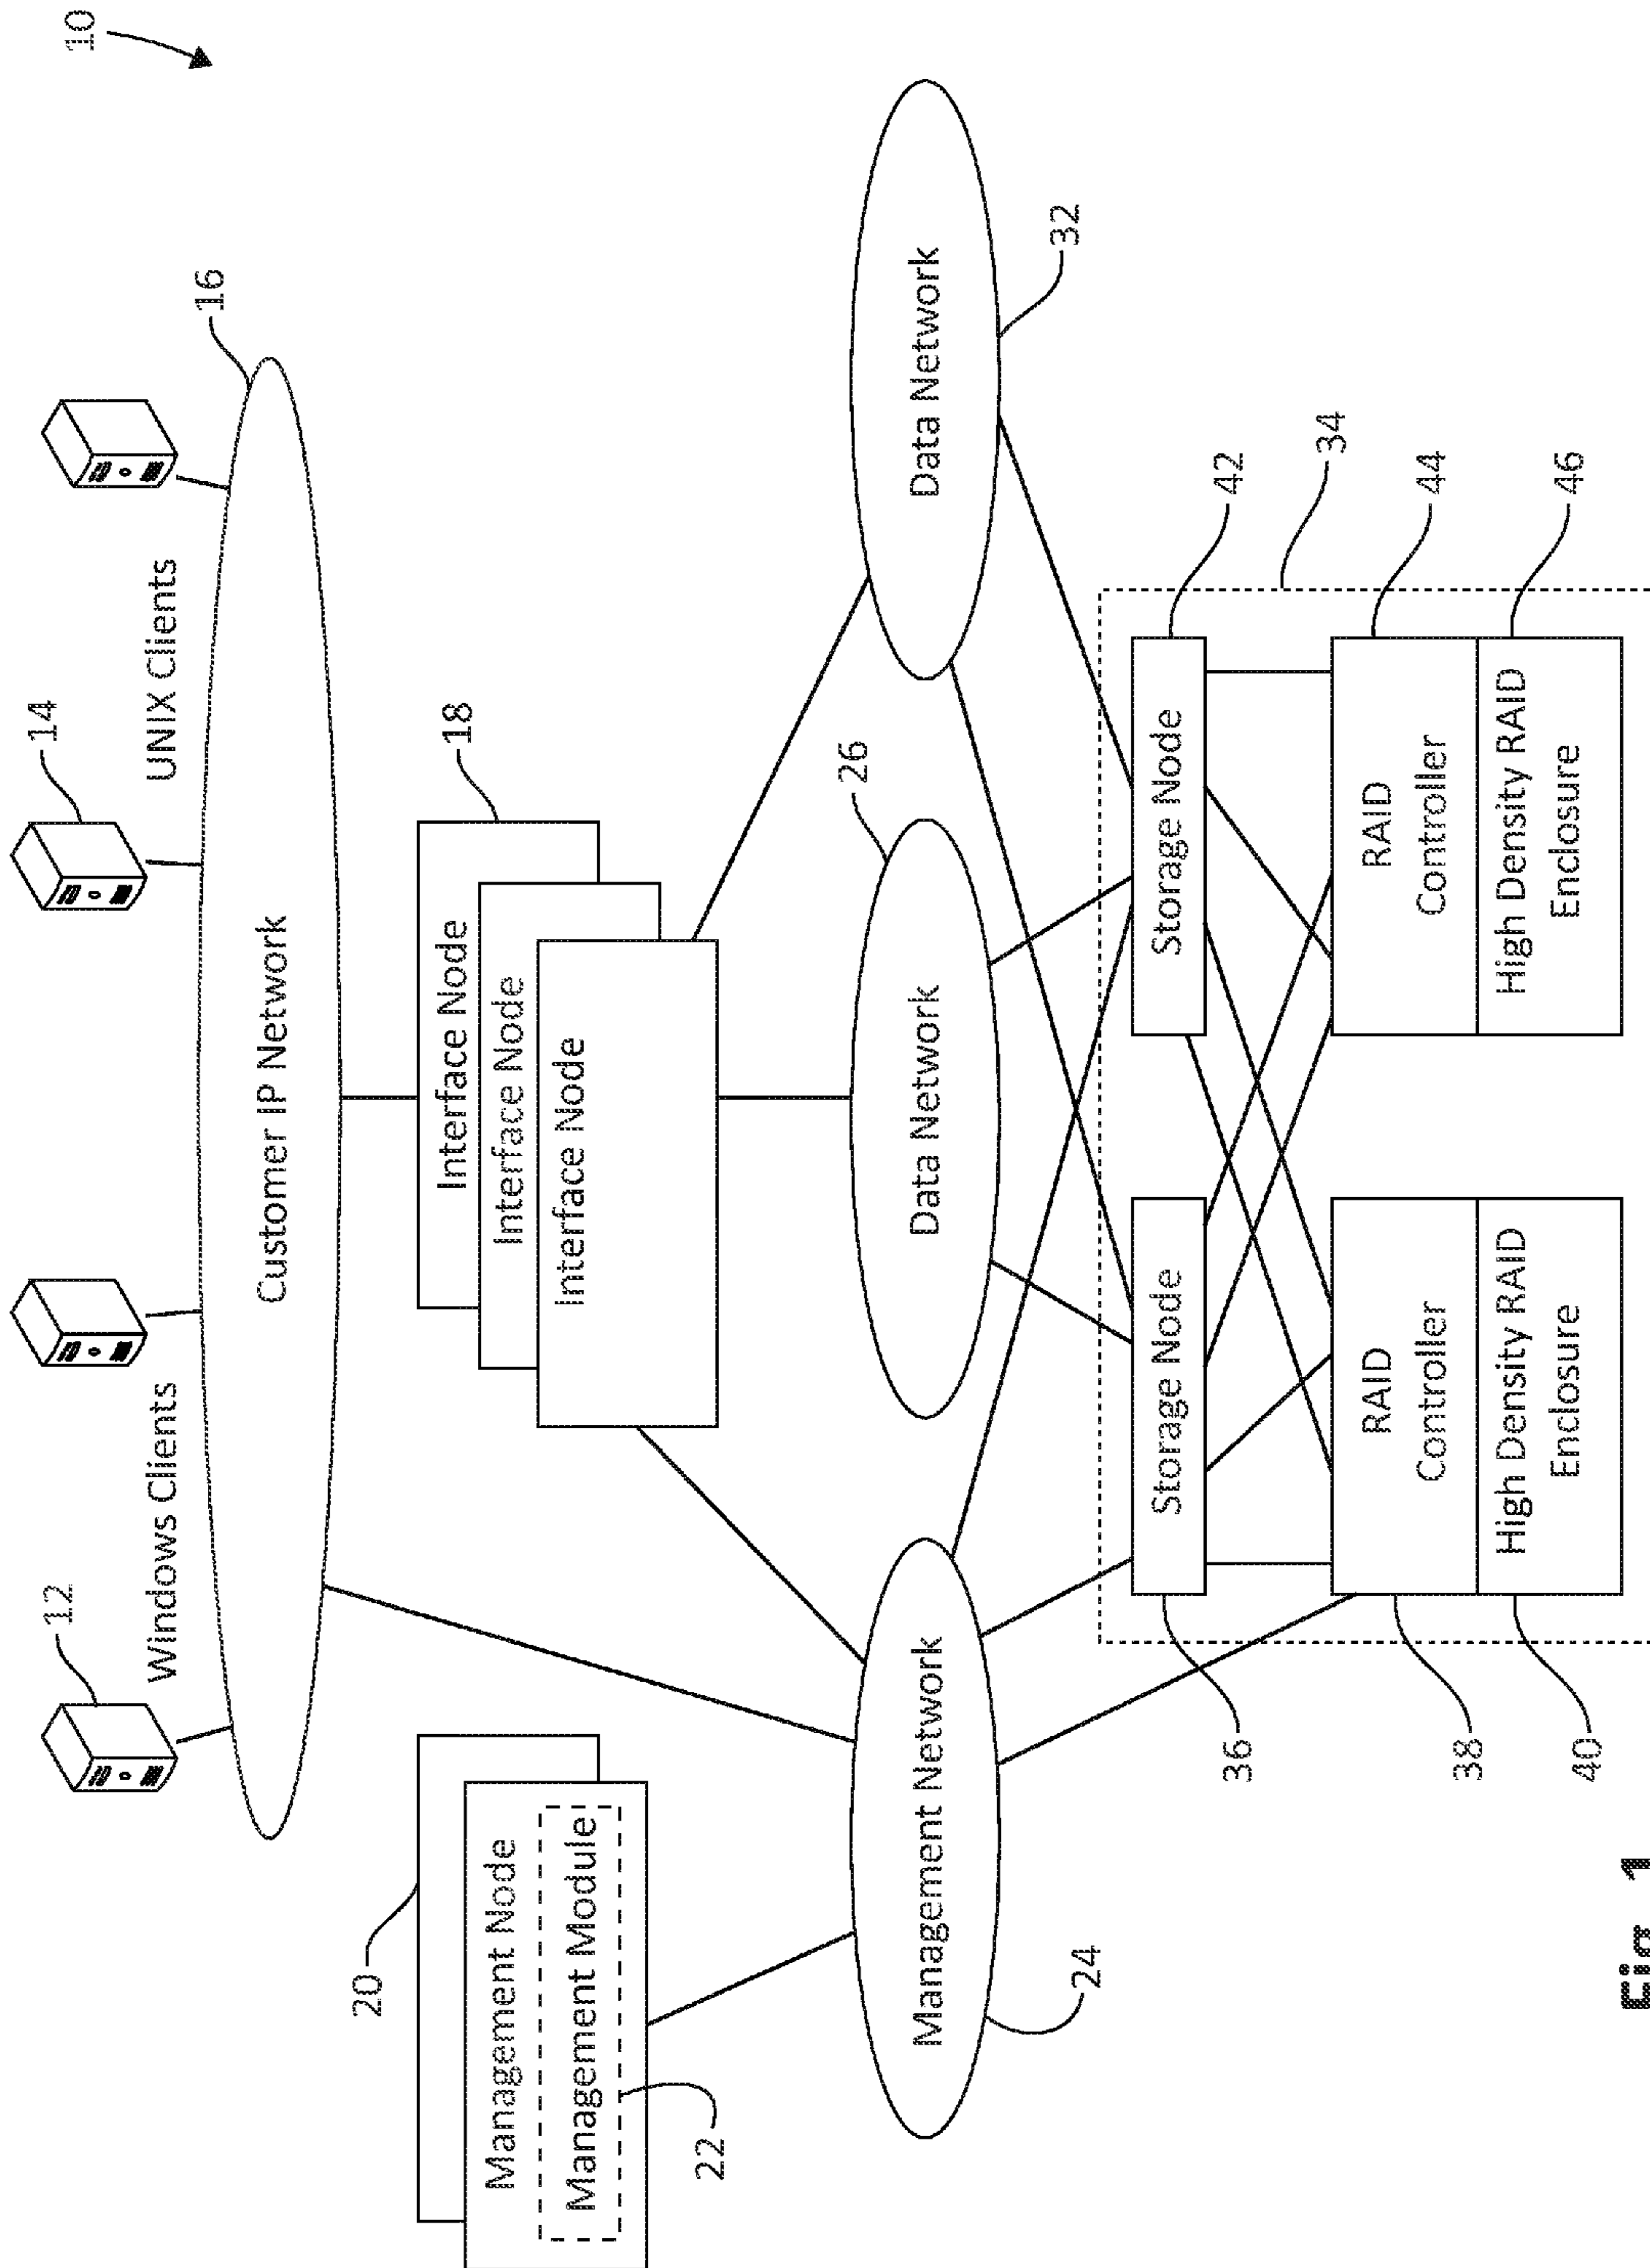 10
12
Windows Clients
14
UNIX Clients
16
Customer IP Network
20
Management Node
Management Module
22
Interface Node
Interface Node
Interface Node
18
Management Network
24
Data Network
26
Data Network
32
34
Storage Node
36
Storage Node
42
RAID
Controller
38
RAID
Controller
44
High Density RAID
Enclosure
40
High Density RAID
Enclosure
46
Fig. 1